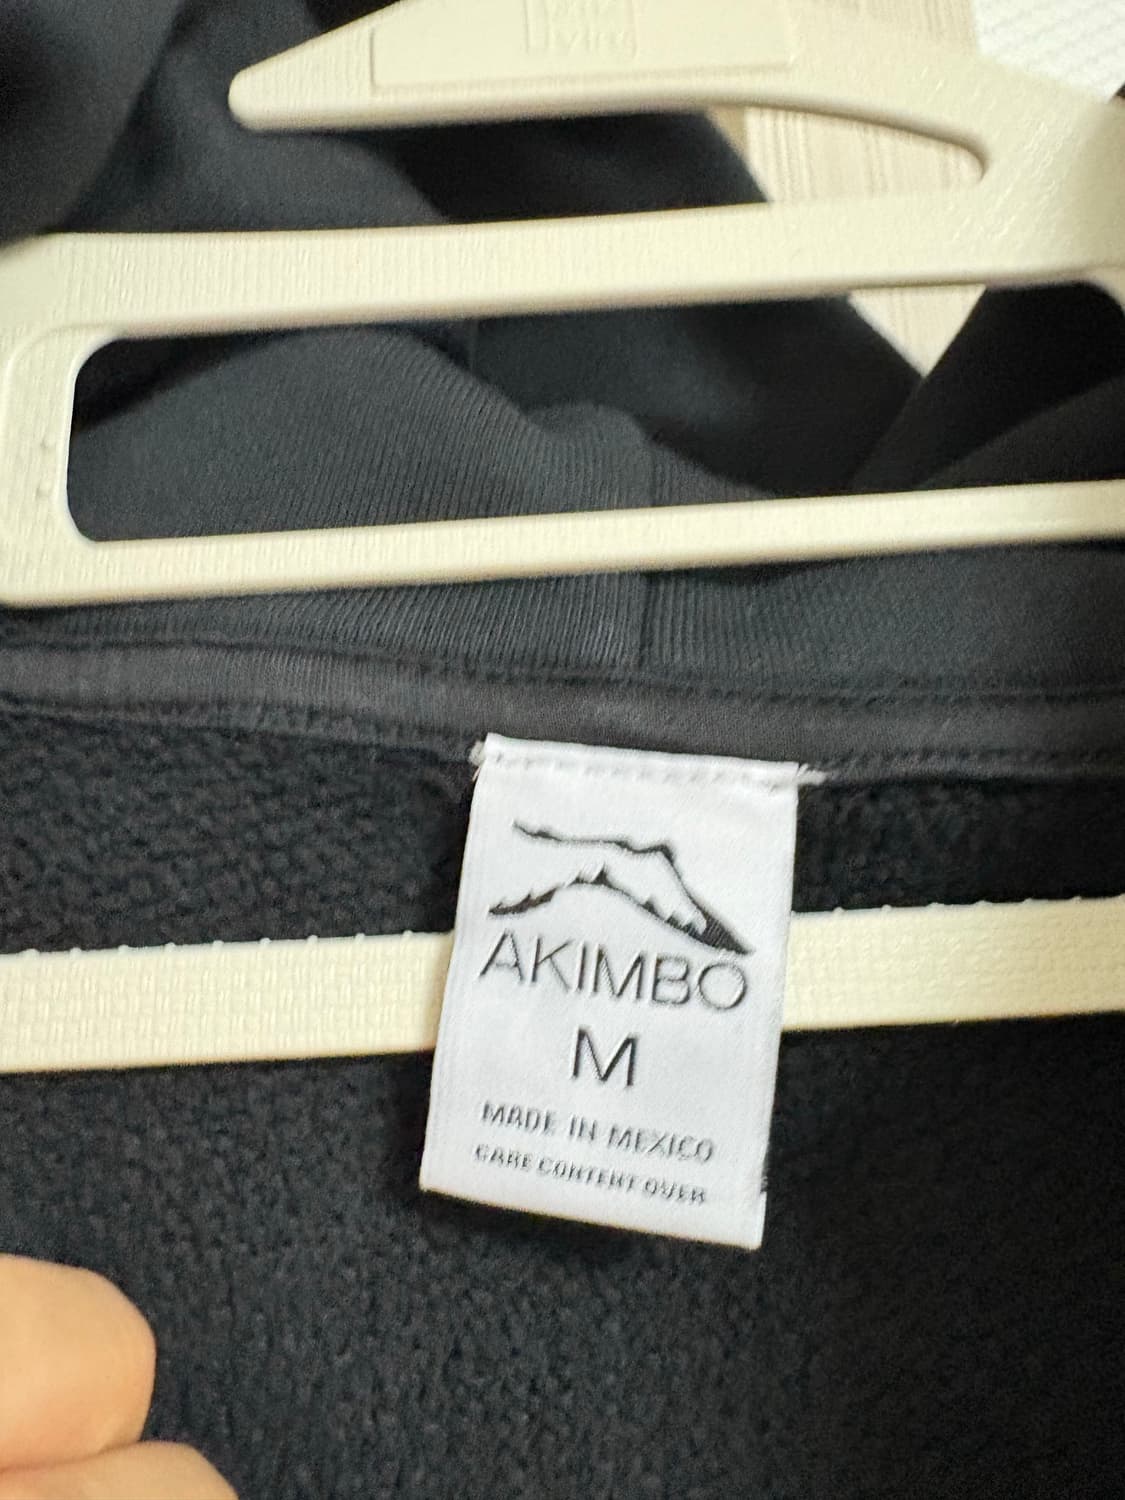 AKIMBO
M
MADE IN MEXICO
CARE CONTENT OVER